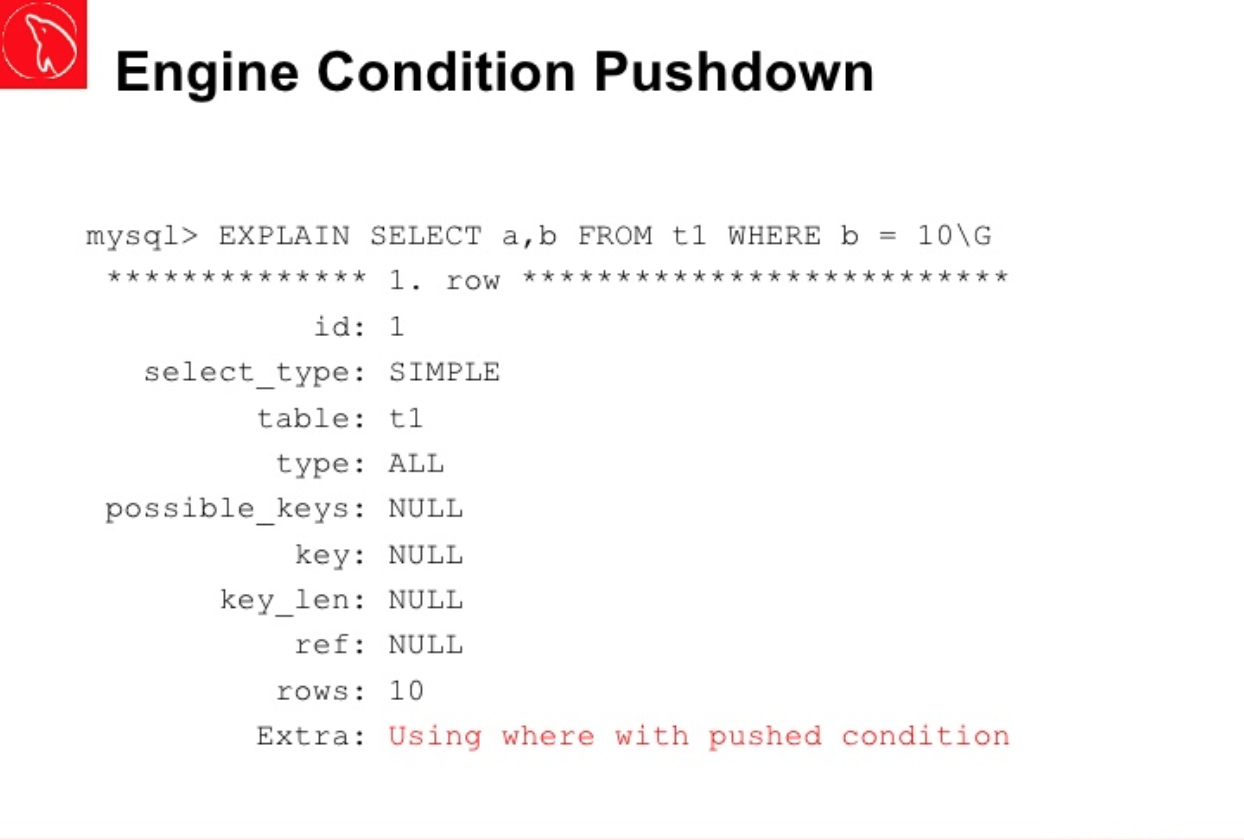 Engine Condition Pushdown
mysql> EXPLAIN SELECT a,b FROM t1 WHERE b = 10\G
************** 1. row **************************
id: 1
select_type: SIMPLE
table: t1
type: ALL
possible_keys: NULL
key: NULL
key_len: NULL
ref: NULL
rows: 10
Extra: Using where with pushed condition